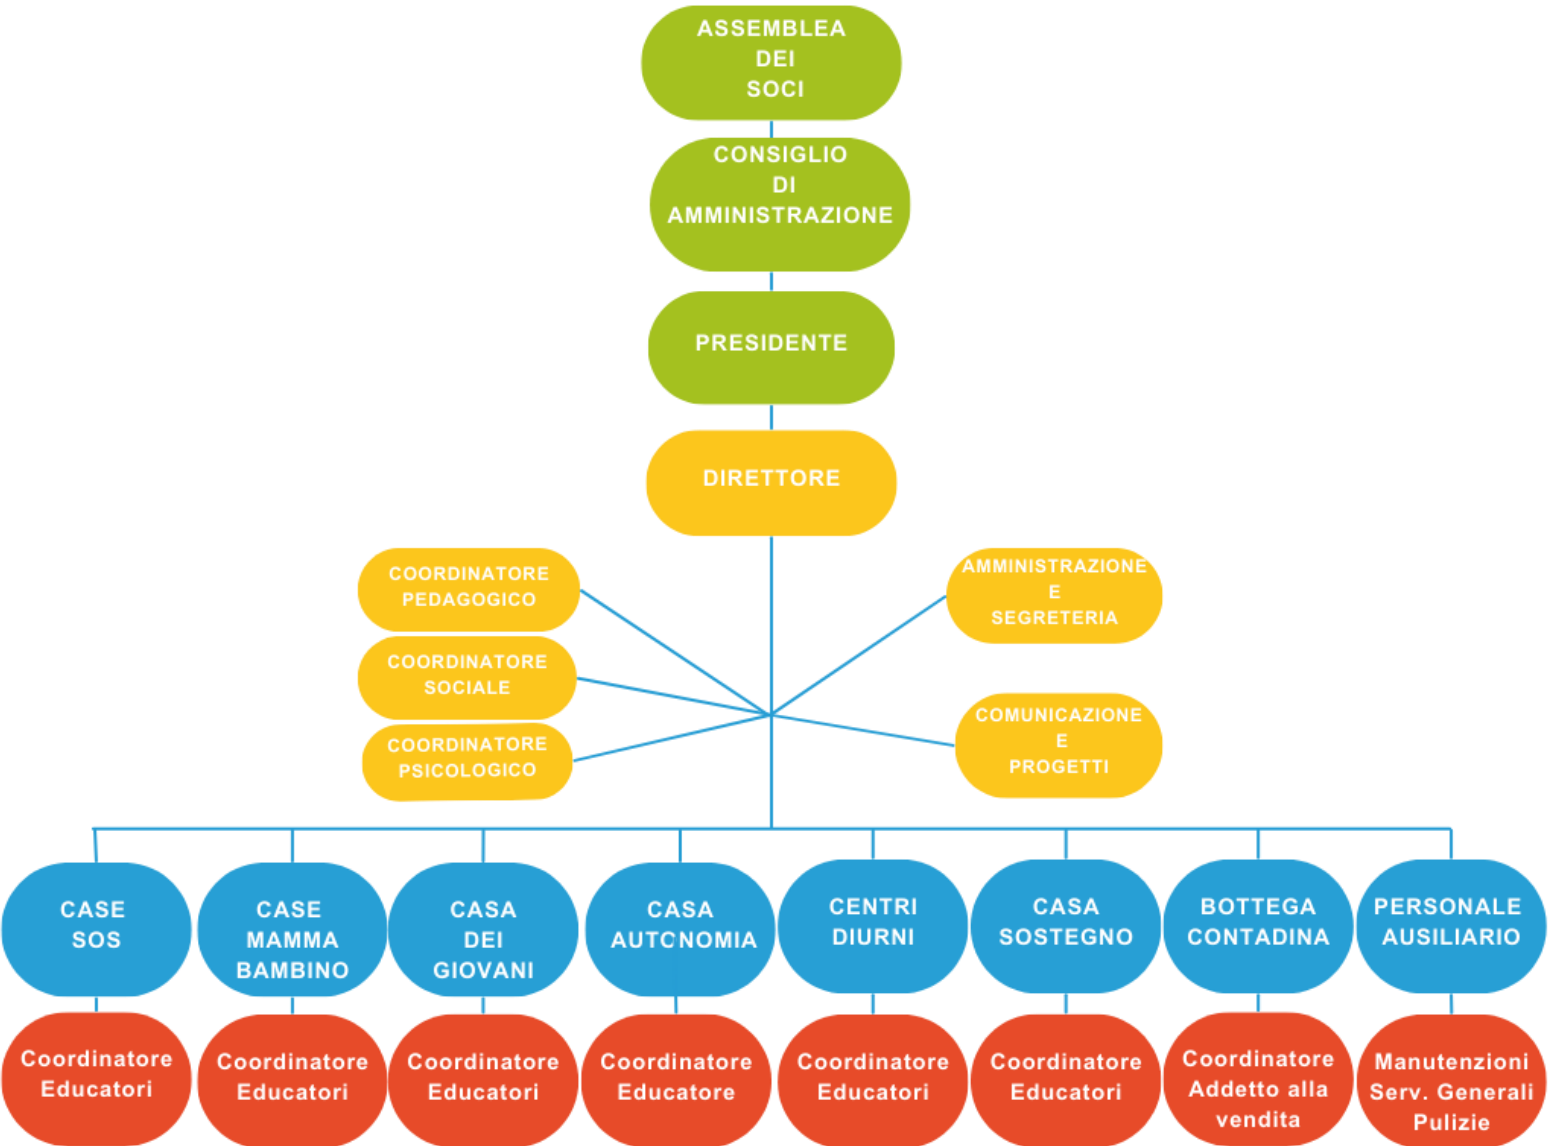 ASSEMBLEA
DEI
SOCI
CONSIGLIO
DI
AMMINISTRAZIONE
PRESIDENTE
DIRETTORE
COORDINATORE
PEDAGOGICO
COORDINATORE
SOCIALE
COORDINATORE
PSICOLOGICO
AMMINISTRAZIONE
E
SEGRETERIA
COMUNICAZIONE
E
PROGETTI
CASE
SOS
CASE
MAMMA
BAMBINO
CASA
DEI
GIOVANI
CASA
AUTONOMIA
CENTRI
DIURNI
CASA
SOSTEGNO
BOTTEGA
CONTADINA
PERSONALE
AUSILIARIO
Coordinatore
Educatori
Coordinatore
Educatori
Coordinatore
Educatori
Coordinatore
Educatore
Coordinatore
Educatori
Coordinatore
Educatori
Coordinatore
Addetto alla
vendita
Manutenzioni
Serv. Generali
Pulizie